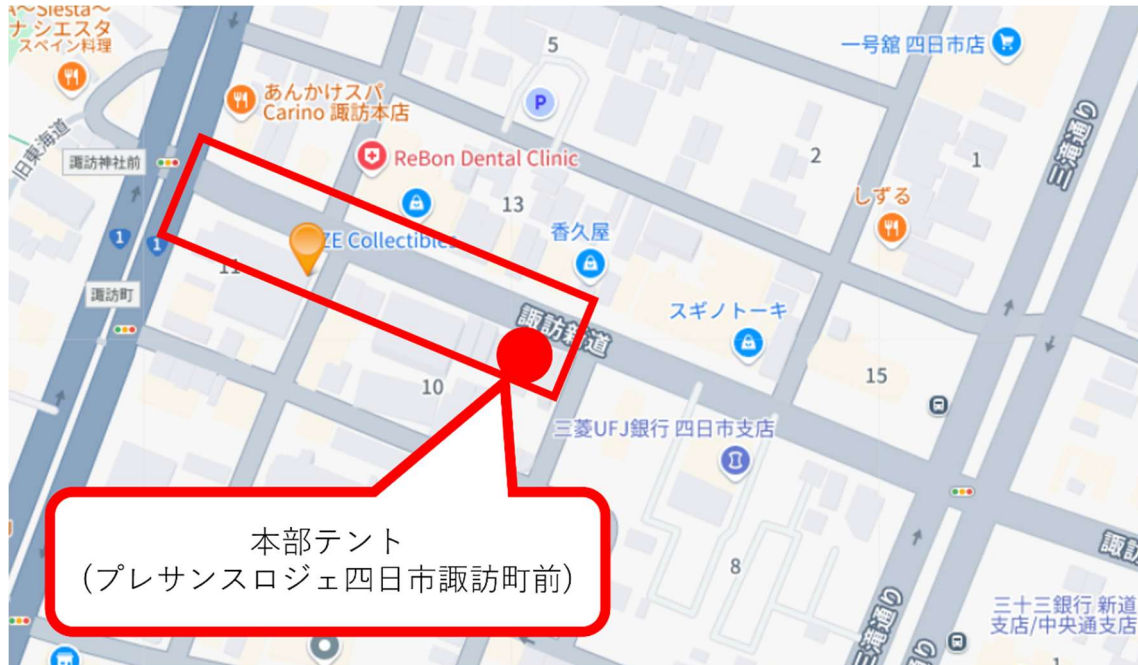 ナ シエスタ
スペイン料理
旧東海道
諏訪神社前
1
1
諏訪町
あんかけスパ
Carino 諏訪本店
5
P
一号舘 四日市店
ReBon Dental Clinic
13
2
1
三滝通り
しずる
ZE Collectibles
11
香久屋
諏訪新道
スギノトーキ
10
15
三菱UFJ銀行 四日市支店
本部テント
(プレサンスロジェ四日市諏訪町前)
8
三滝通り
三十三銀行 新道
支店/中央通支店